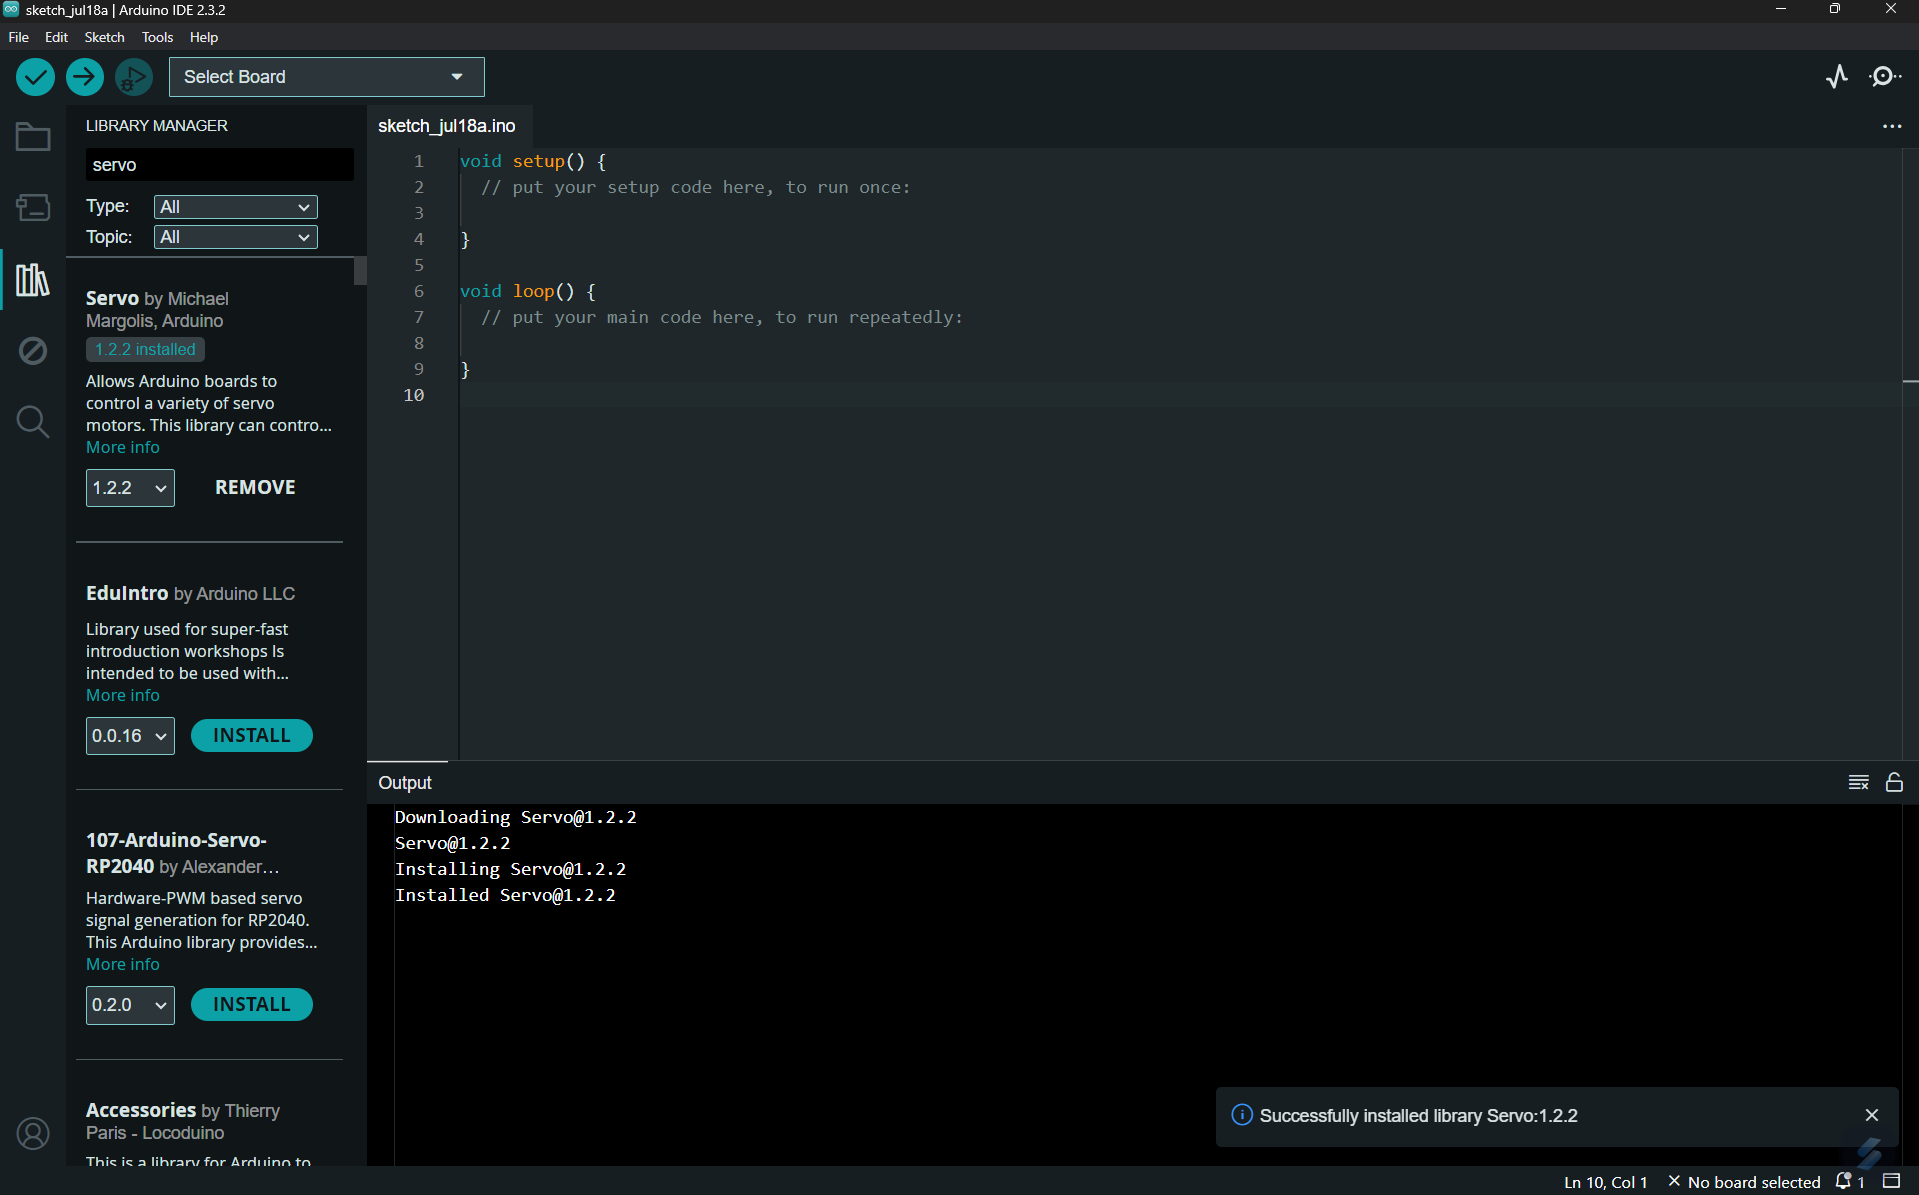 sketch_jul18a | Arduino IDE 2.3.2
File Edit Sketch Tools Help
Select Board
LIBRARY MANAGER
servo
Type: All
Topic: All
Servo by Michael
Margolis, Arduino
1.2.2 installed
Allows Arduino boards to
control a variety of servo
motors. This library can contro...
More info
1.2.2 REMOVE
EduIntro by Arduino LLC
Library used for super-fast
introduction workshops Is
intended to be used with...
More info
0.0.16 INSTALL
107-Arduino-Servo-
RP2040 by Alexander...
Hardware-PWM based servo
signal generation for RP2040.
This Arduino library provides...
More info
0.2.0 INSTALL
Accessories by Thierry
Paris - Locoduino
This is a library for Arduino to
sketch_jul18a.ino
1 void setup() {
2 // put your setup code here, to run once:
3
4 }
5
6 void loop() {
7 // put your main code here, to run repeatedly:
8
9 }
10
Output
Downloading Servo@1.2.2
Servo@1.2.2
Installing Servo@1.2.2
Installed Servo@1.2.2
Successfully installed library Servo:1.2.2
Ln 10, Col 1 No board selected 1